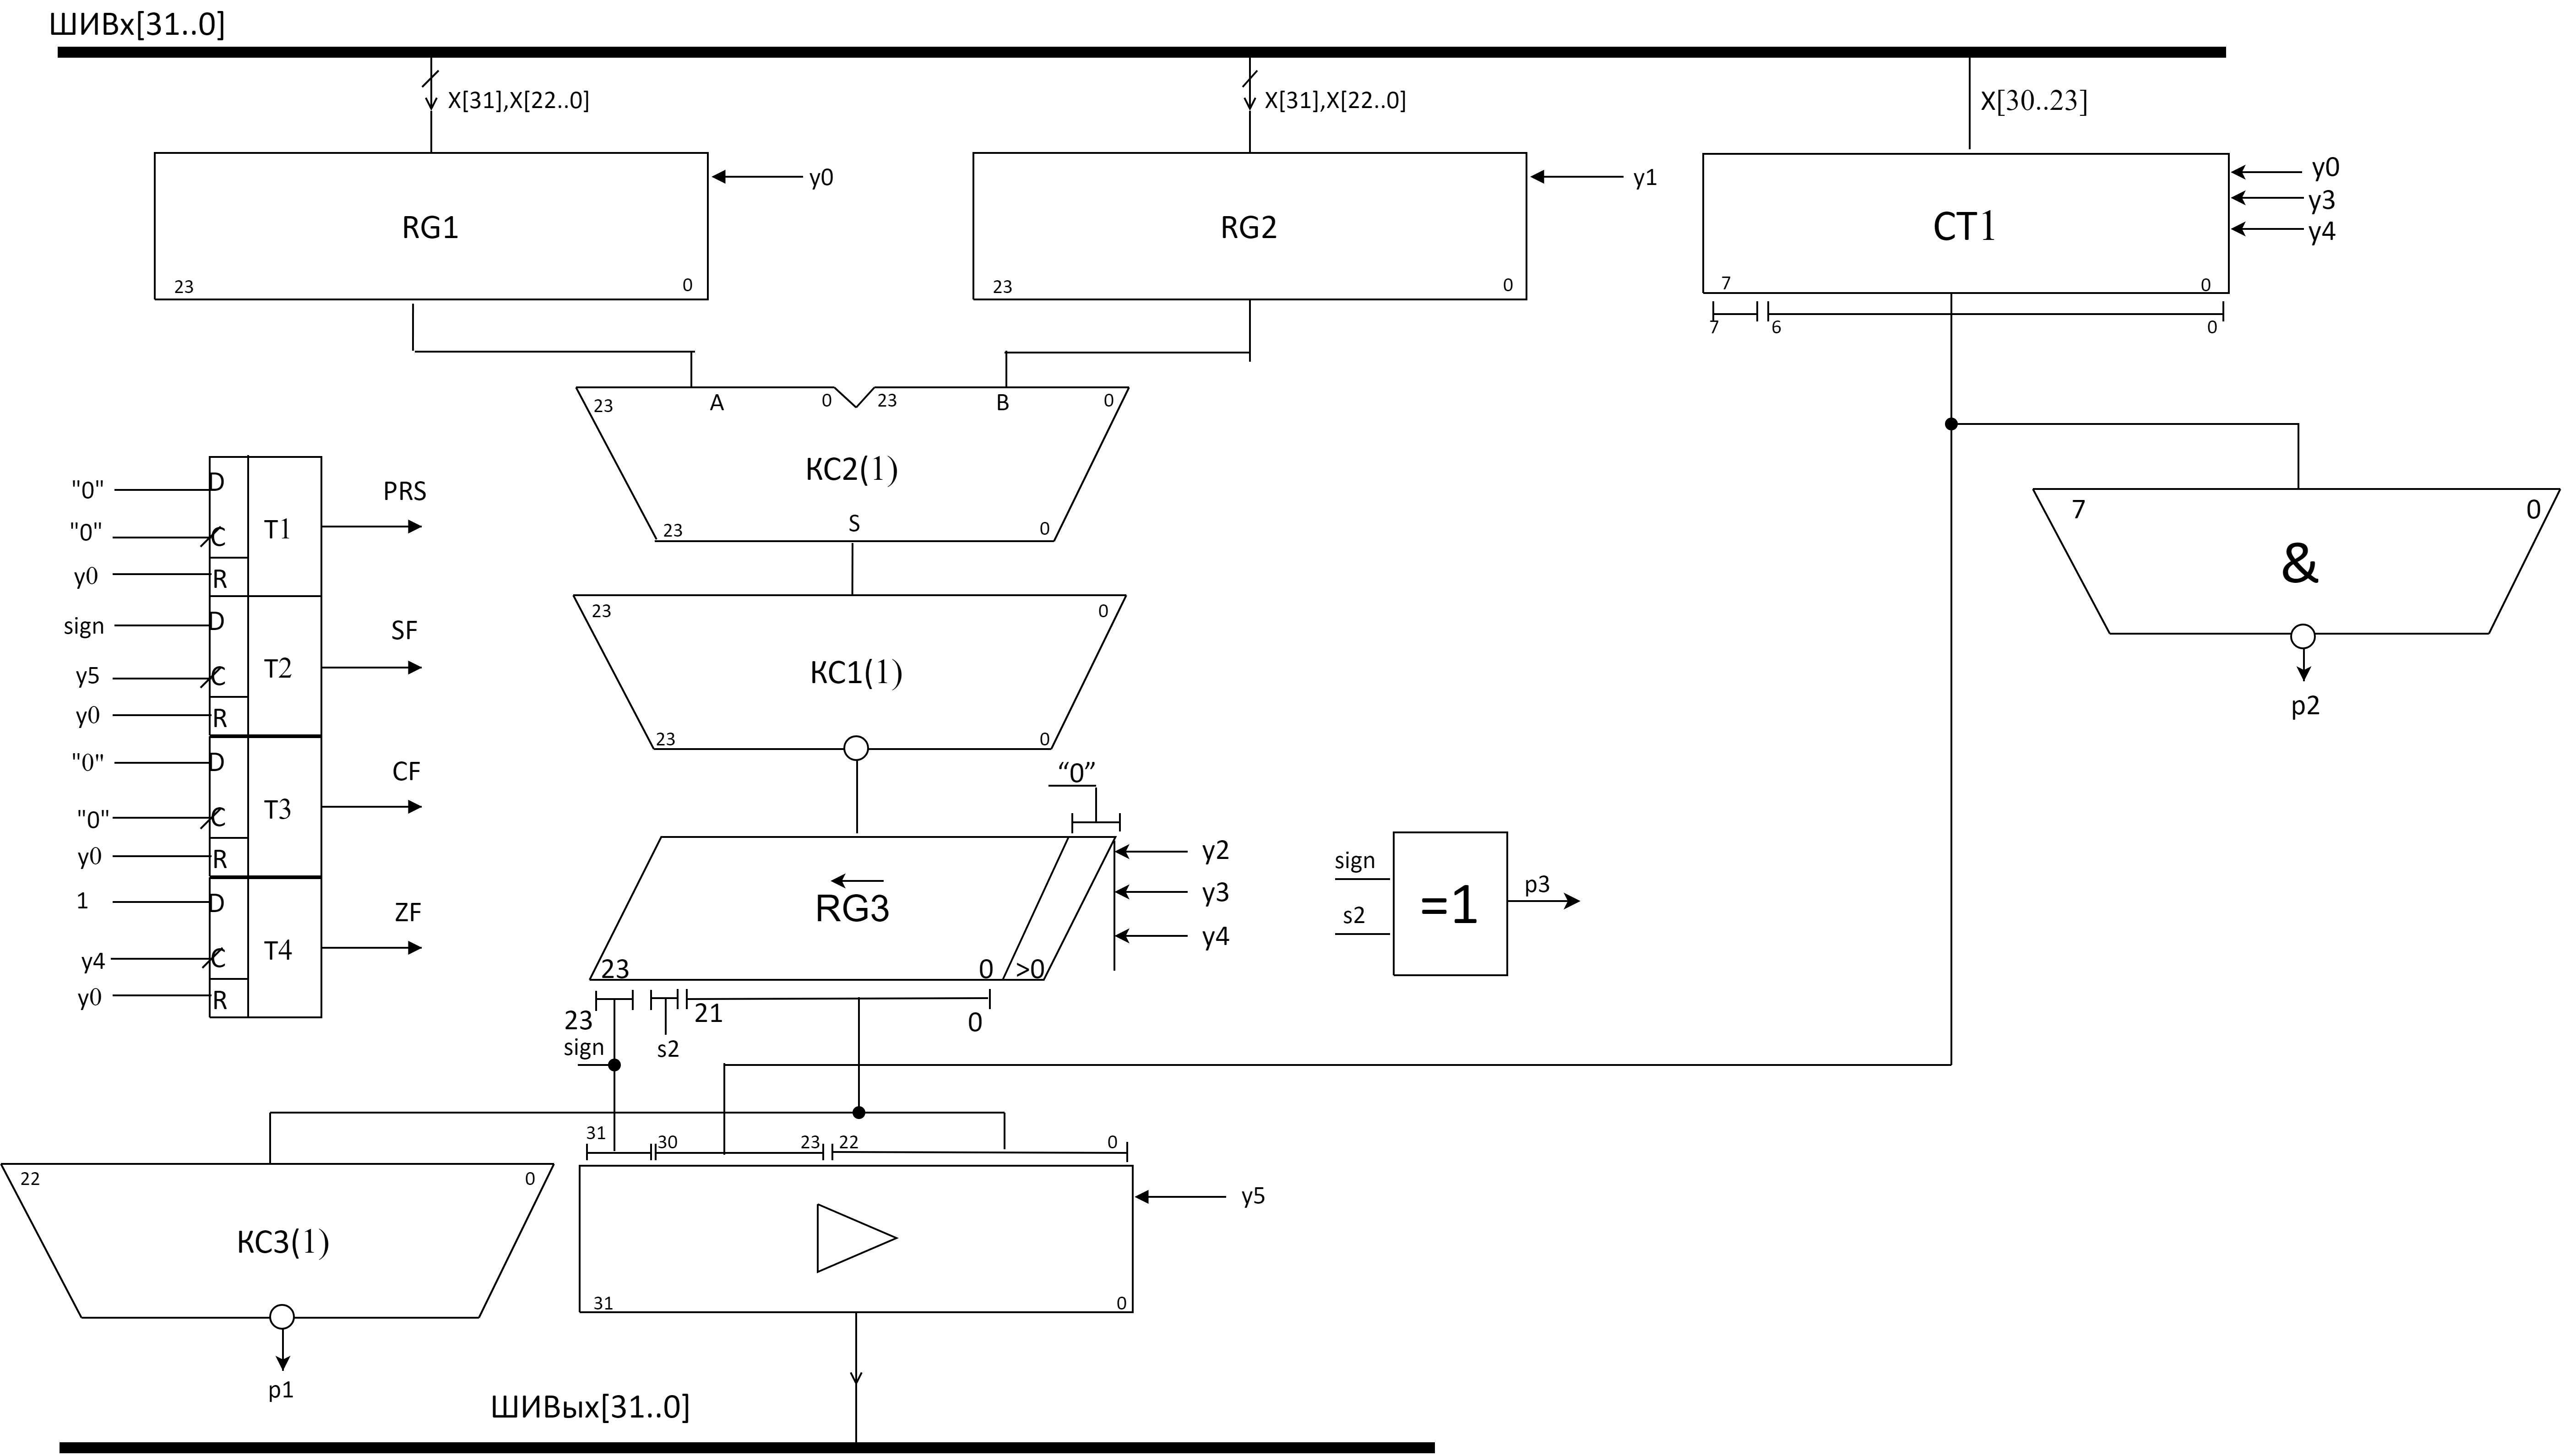 ШИВх[31..0]
X[31],X[22..0]
X[31],X[22..0]
X[30..23]
RG1
23
0
y0
RG2
23
0
y1
CT1
7
0
y0
y3
y4
7
6
0
23
A
0
23
B
0
КС2(1)
23
S
0
7
0
&
p2
"0"
D
"0"
C
y0
R
T1
PRS
sign
D
y5
C
y0
R
T2
SF
"0"
D
"0"
C
y0
R
T3
CF
1
D
y4
C
y0
R
T4
ZF
23
0
КС1(1)
23
0
“0”
RG3
23
0
>0
y2
y3
y4
sign
s2
=1
p3
23
sign
s2
21
0
22
0
КС3(1)
p1
31
30
23
22
0
31
0
y5
ШИВых[31..0]